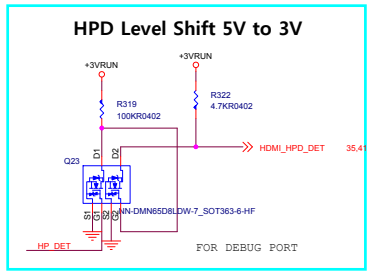 HPD Level Shift 5V to 3V
+3VRUN
+3VRUN
R319
100KR0402
R322
4.7KR0402
HDMI_HPD_DET 35,41
Q23
D1
D2
S1
G1
S2
G2
NN-DMN65D8LDW-7_SOT363-6-HF
HP_DET
FOR DEBUG PORT